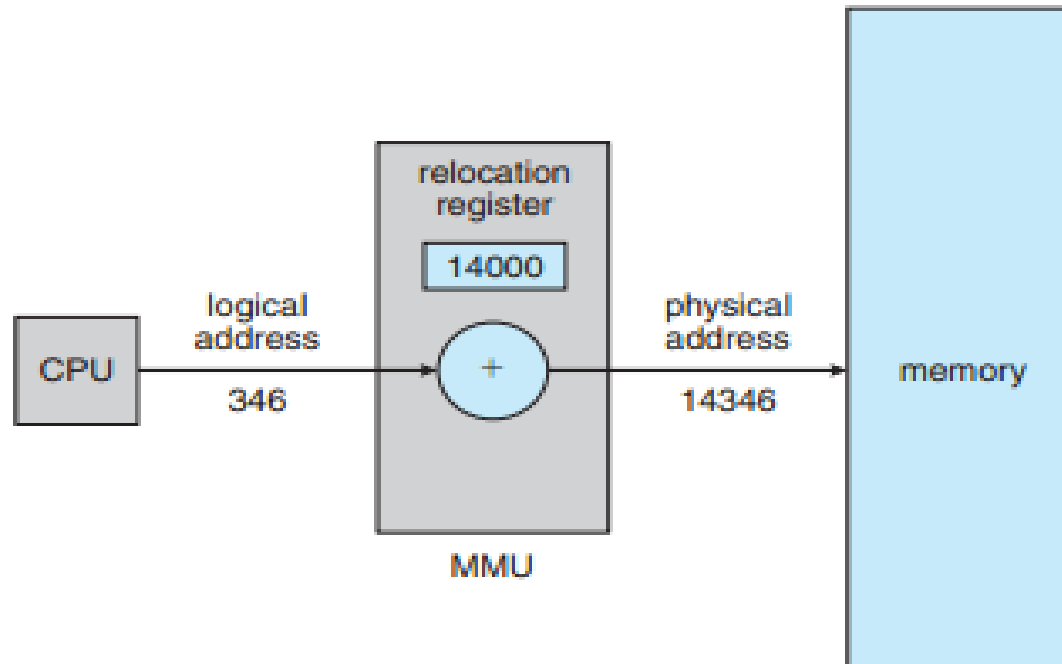 relocation
register
14000
logical
address
346
CPU
+
physical
address
14346
memory
MMU